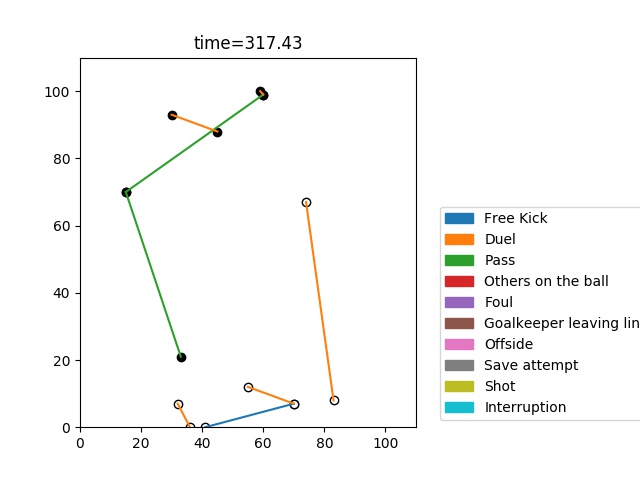 time=317.43
100
80
60
40
20
0
0 20 40 60 80 100
Free Kick
Duel
Pass
Others on the ball
Foul
Goalkeeper leaving lin
Offside
Save attempt
Shot
Interruption